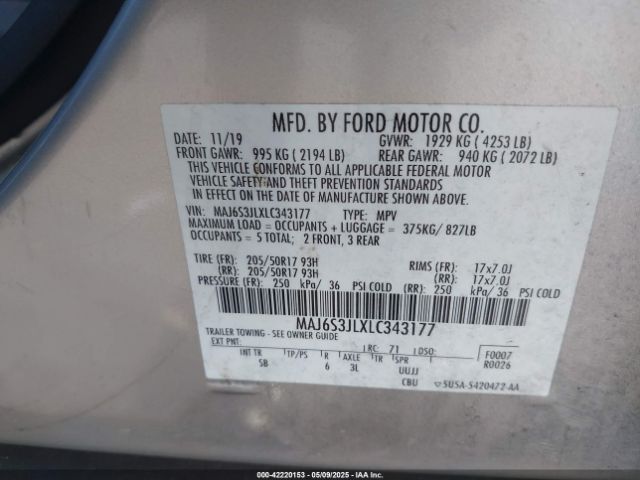 MFD. BY FORD MOTOR CO.
DATE: 11/19 GVWR: 1929 KG ( 4253 LB)
FRONT GAWR: 995 KG ( 2194 LB) REAR GAWR: 940 KG ( 2072 LB)
THIS VEHICLE CONFORMS TO ALL APPLICABLE FEDERAL MOTOR
VEHICLE SAFETY AND THEFT PREVENTION STANDARDS
IN EFFECT ON THE DATE OF MANUFACTURE SHOWN ABOVE.
VIN: MAJ6S3JLXLC343177 TYPE: MPV
MAXIMUM LOAD = OCCUPANTS + LUGGAGE = 375KG/ 827LB
OCCUPANTS = 5 TOTAL; 2 FRONT, 3 REAR
TIRE (FR): 205/50R17 93H RIMS (FR): 17x7.0J
(RR): 205/50R17 93H (RR): 17x7.0J
PRESSURE (FR): 250 kPa/ 36 PSI COLD (RR): 250 kPa/ 36 PSI COLD
MAJ6S3JLXLC343177
TRAILER TOWING - SEE OWNER GUIDE
EXT PNT: RC: 71 DSO: F0007
R0026
INT TR TP/PS R AXLE TR SPR
SB 6 3L UUJJ
CBU 5USA-5420472-AA
000-42220153 - 05/09/2025 - IAAI.com